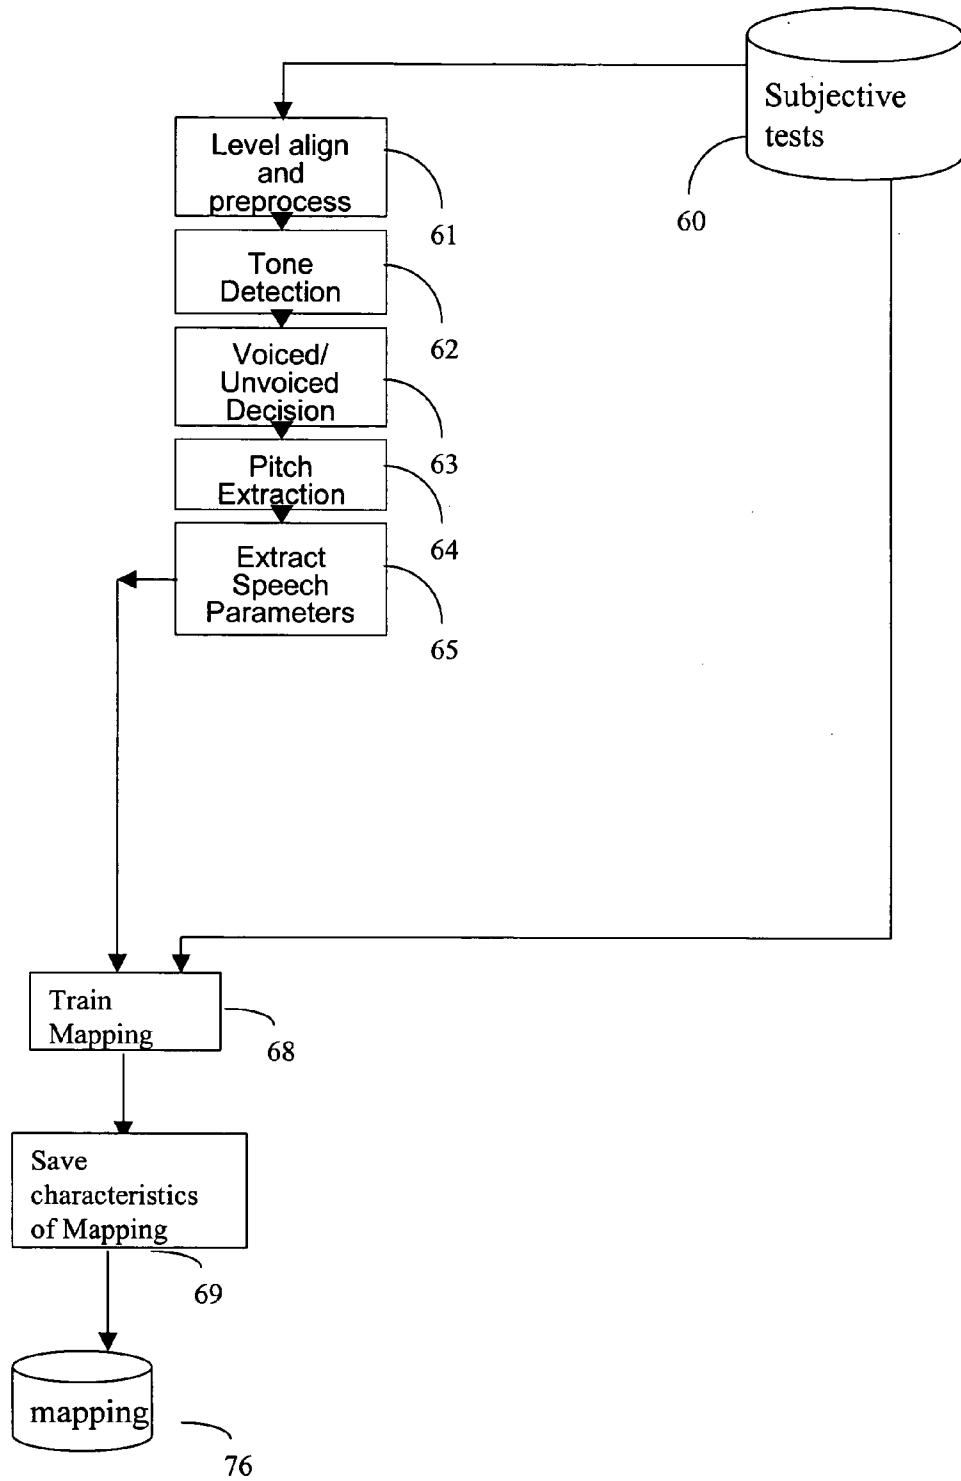 Subjective
tests
60
Level align
and
preprocess
61
Tone
Detection
62
Voiced/
Unvoiced
Decision
63
Pitch
Extraction
64
Extract
Speech
Parameters
65
Train
Mapping
68
Save
characteristics
of Mapping
69
mapping
76